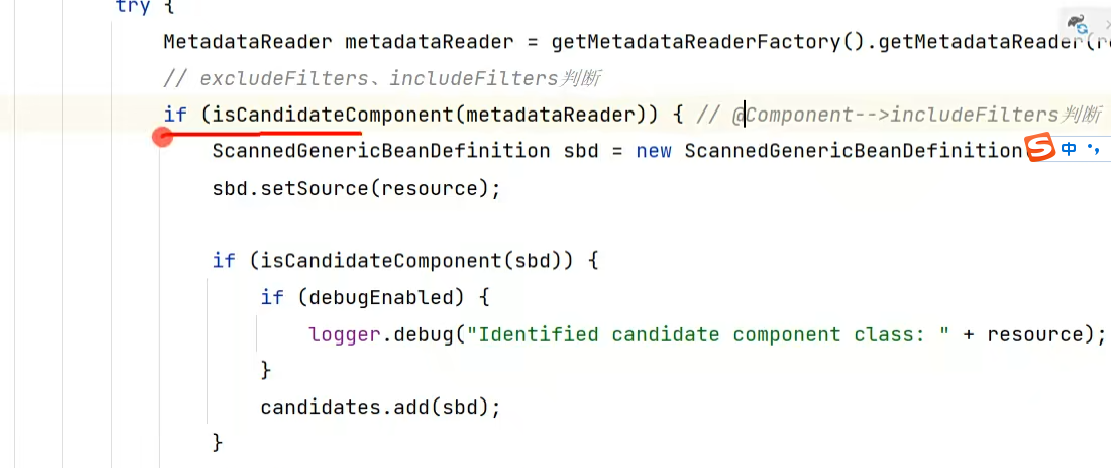 try {
MetadataReader metadataReader = getMetadataReaderFactory().getMetadataReader(r
// excludeFilters、includeFilters判断
if (isCandidateComponent(metadataReader)) { // @Component-->includeFilters判断
ScannedGenericBeanDefinition sbd = new ScannedGenericBeanDefinition
S 中 •,
sbd.setSource(resource);
if (isCandidateComponent(sbd)) {
if (debugEnabled) {
logger.debug("Identified candidate component class: " + resource);
}
candidates.add(sbd);
}